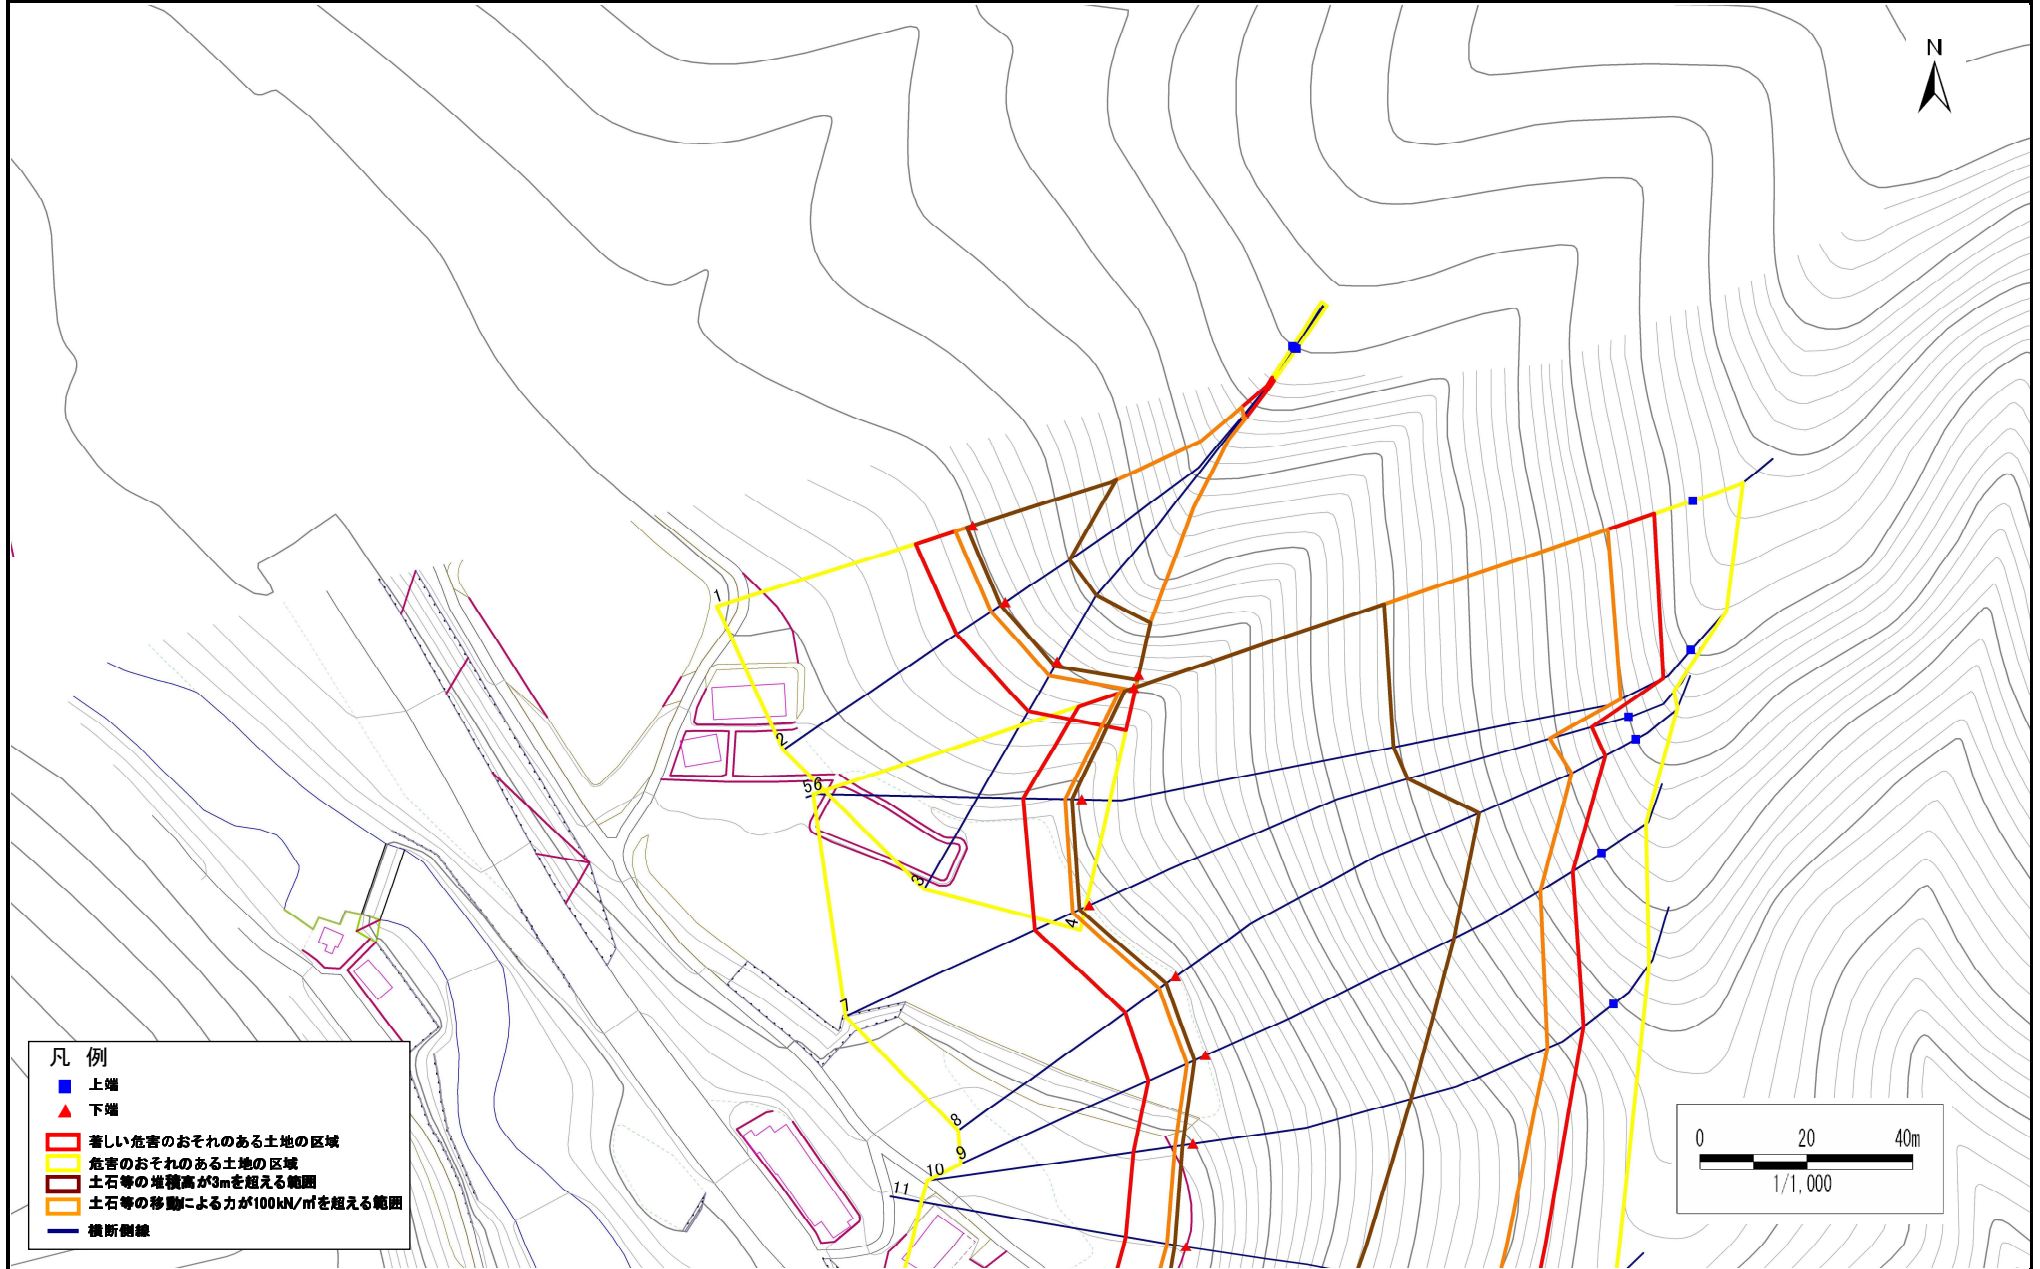 N
1
2
56
3
4
7
8
9
10
11
凡 例
上端
下端
著しい危害のおそれのある土地の区域
危害のおそれのある土地の区域
土石等の堆積高が3mを超える範囲
土石等の移動による力が100kN/㎡を超える範囲
横断側線
0 20 40m
1/1,000